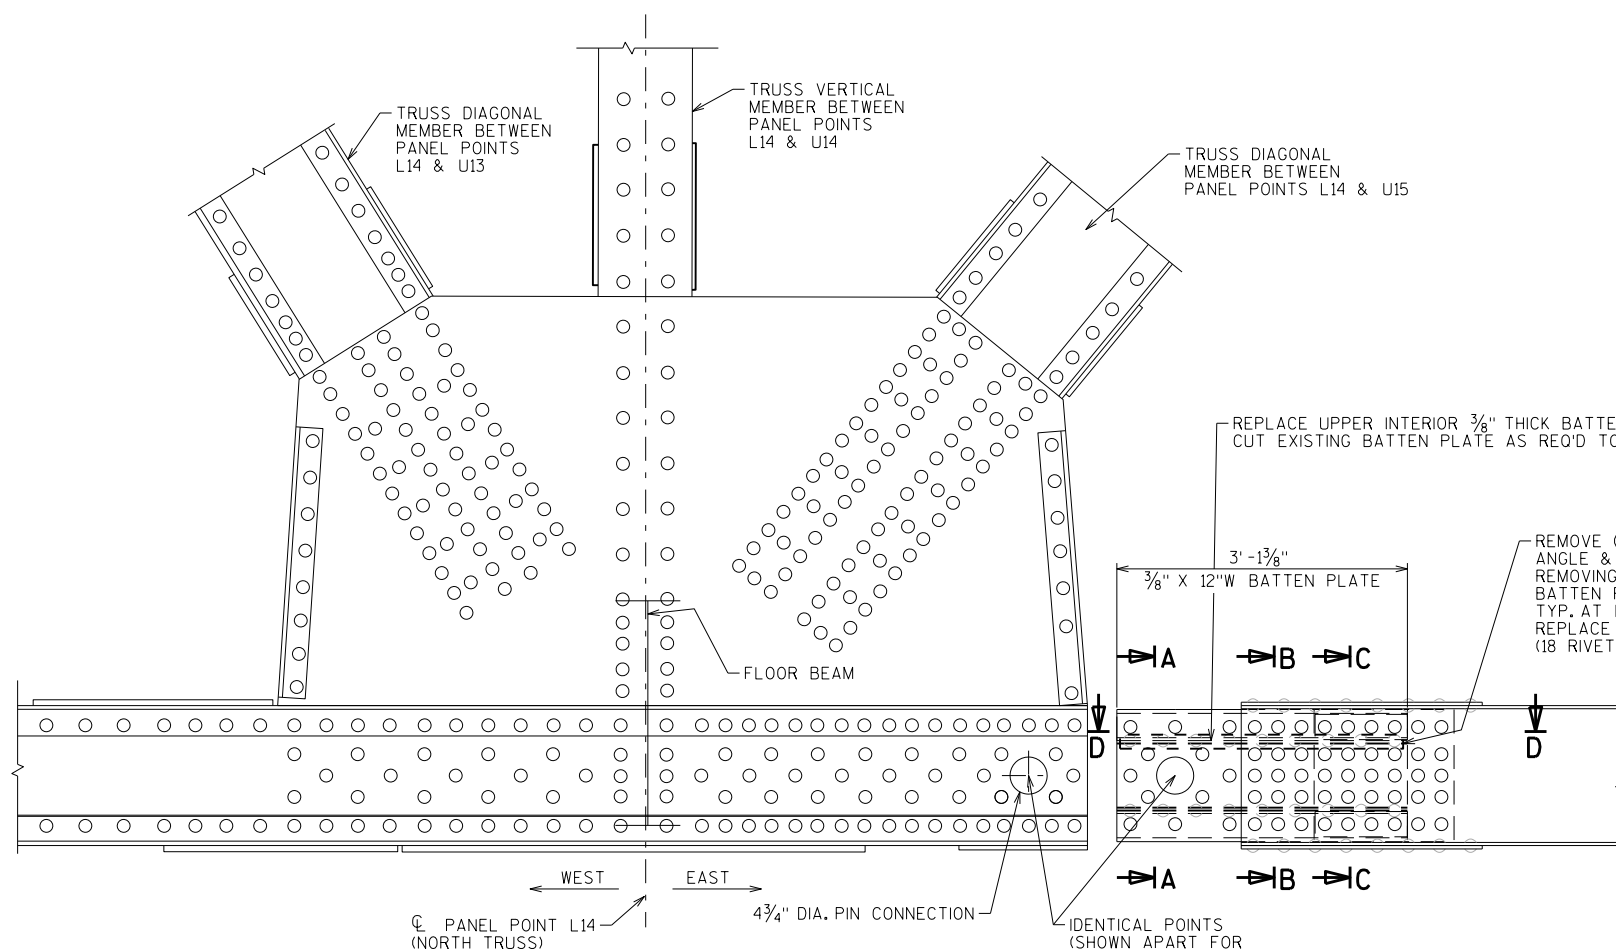 TRUSS VERTICAL
MEMBER BETWEEN
PANEL POINTS
L14 & U14
TRUSS DIAGONAL
MEMBER BETWEEN
PANEL POINTS
L14 & U13
TRUSS DIAGONAL
MEMBER BETWEEN
PANEL POINTS L14 & U15
REPLACE UPPER INTERIOR 3/8" THICK BATTE
CUT EXISTING BATTEN PLATE AS REQ'D TO
REMOVE (
ANGLE &
REMOVING
BATTEN
TYP. AT
REPLACE
(18 RIVET
3'-1 3/8"
3/8" X 12"W BATTEN PLATE
A
B
C
FLOOR BEAM
D
D
A
B
C
WEST
EAST
4 3/4" DIA. PIN CONNECTION
℄ PANEL POINT L14
(NORTH TRUSS)
IDENTICAL POINTS
(SHOWN APART FOR